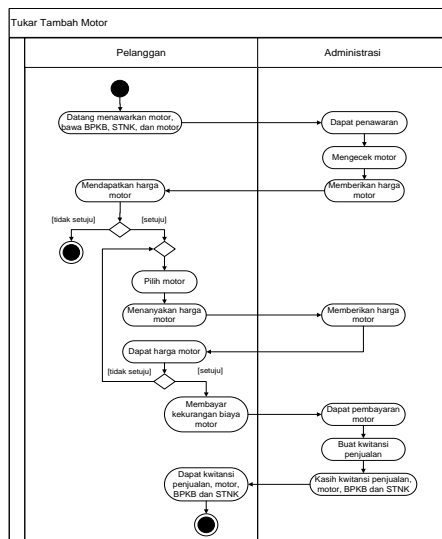 Tukar Tambah Motor
Pelanggan
Administrasi
Datang menawarkan motor,
bawa BPKB, STNK, dan motor
Dapat penawaran
Mengecek motor
Memberikan harga
motor
Mendapatkan harga
motor
[tidak setuju]
[setuju]
Pilih motor
Menanyakan harga
motor
Memberikan harga
motor
Dapat harga motor
[tidak setuju]
[setuju]
Membayar
kekurangan biaya
motor
Dapat pembayaran
motor
Buat kwitansi
penjualan
Kasih kwitansi penjualan,
motor, BPKB dan STNK
Dapat kwitansi
penjualan, motor,
BPKB dan STNK